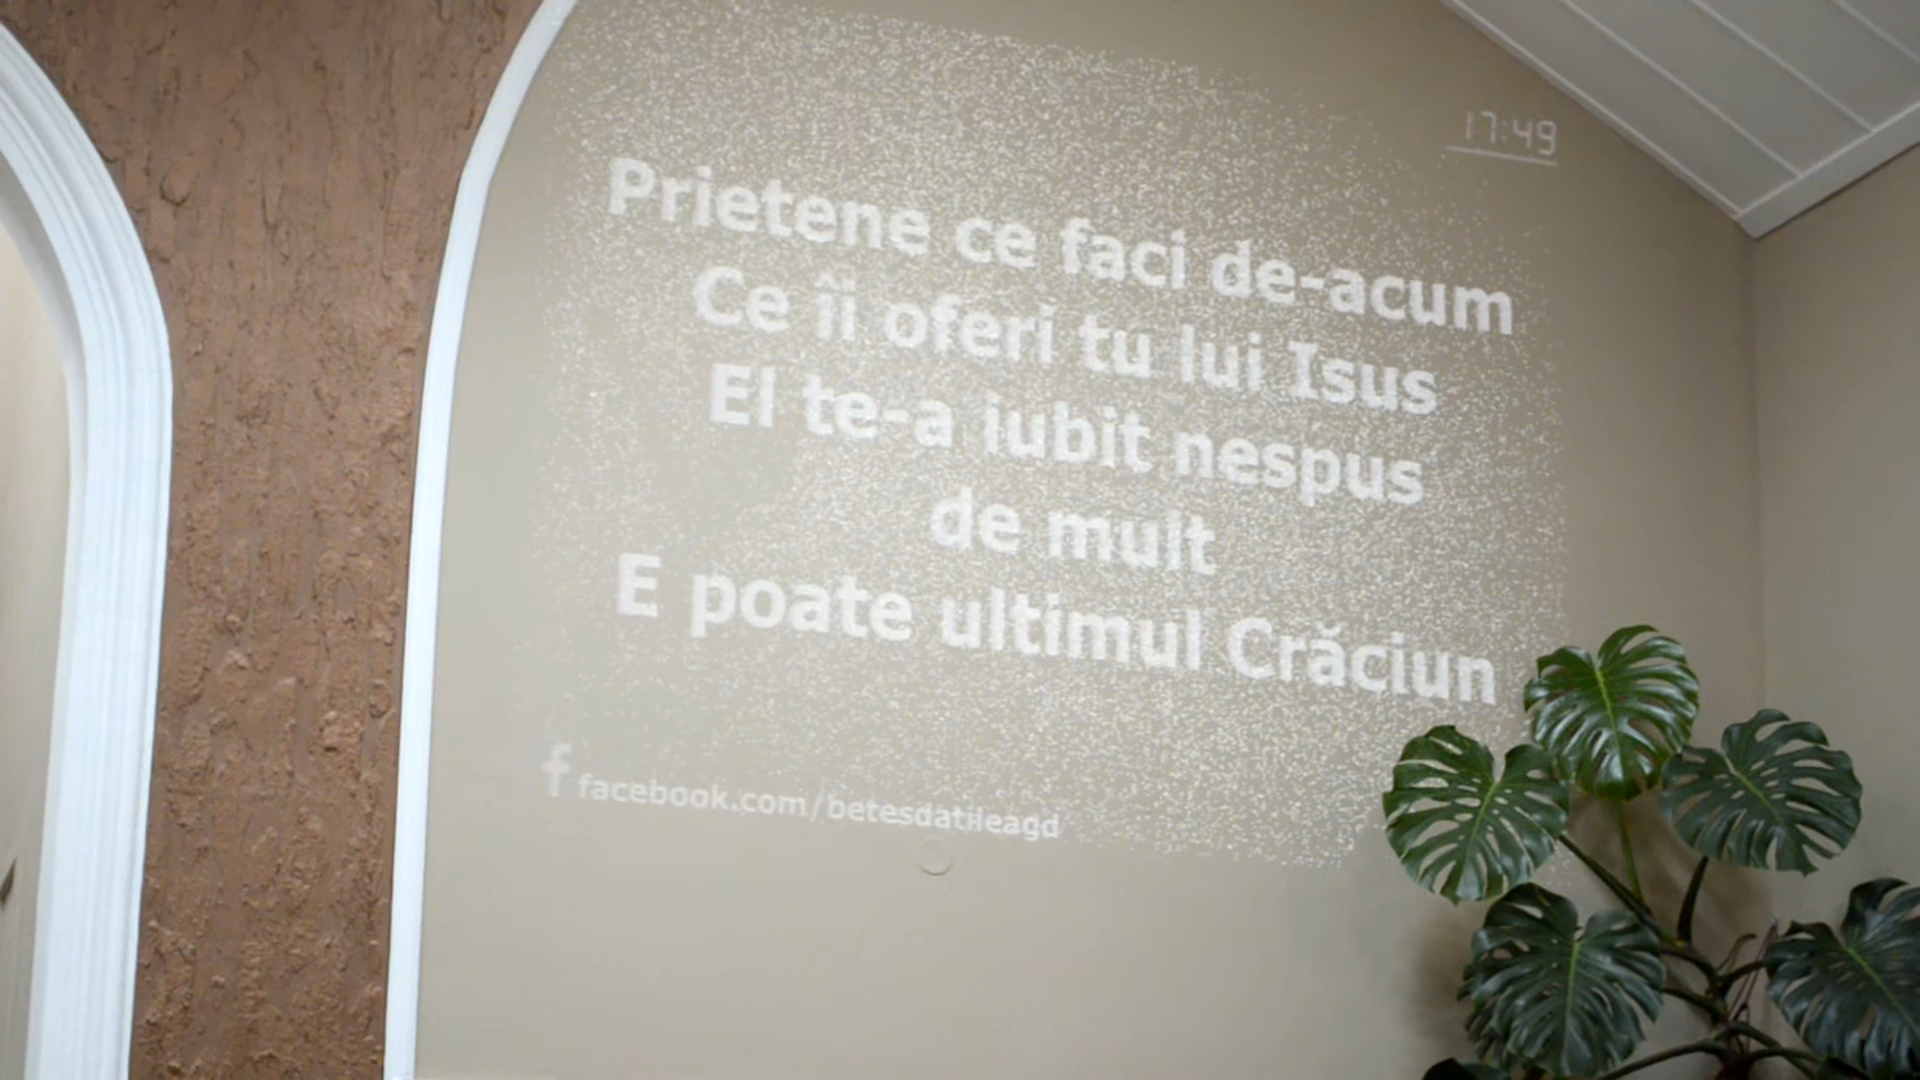 17:49
Prietene ce faci de-acum
Ce îi oferi tu lui Isus
El te-a iubit nespus
de mult
E poate ultimul Crăciun
f facebook.com/betesdatileagd